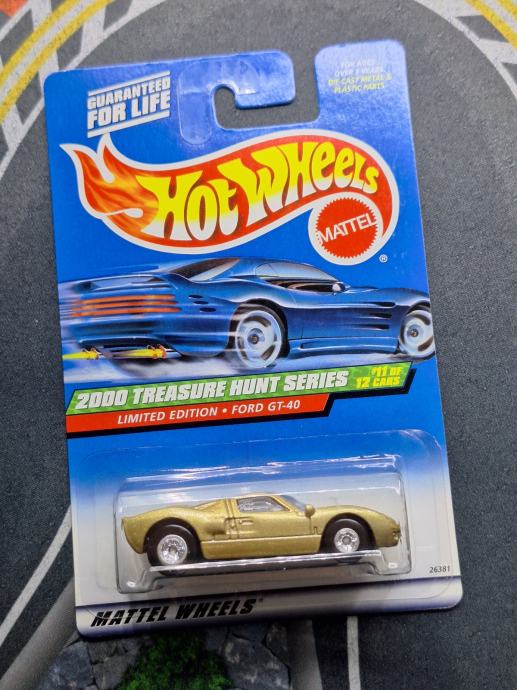 GUARANTEED
FOR LIFE
FOR AGES
OVER 3 YEARS
DIE-CAST METAL &
PLASTIC PARTS
HOT WHEELS
MATTEL
®
2000 TREASURE HUNT SERIES
#11 OF
12 CARS
LIMITED EDITION • FORD GT-40
26381
MATTEL WHEELS®